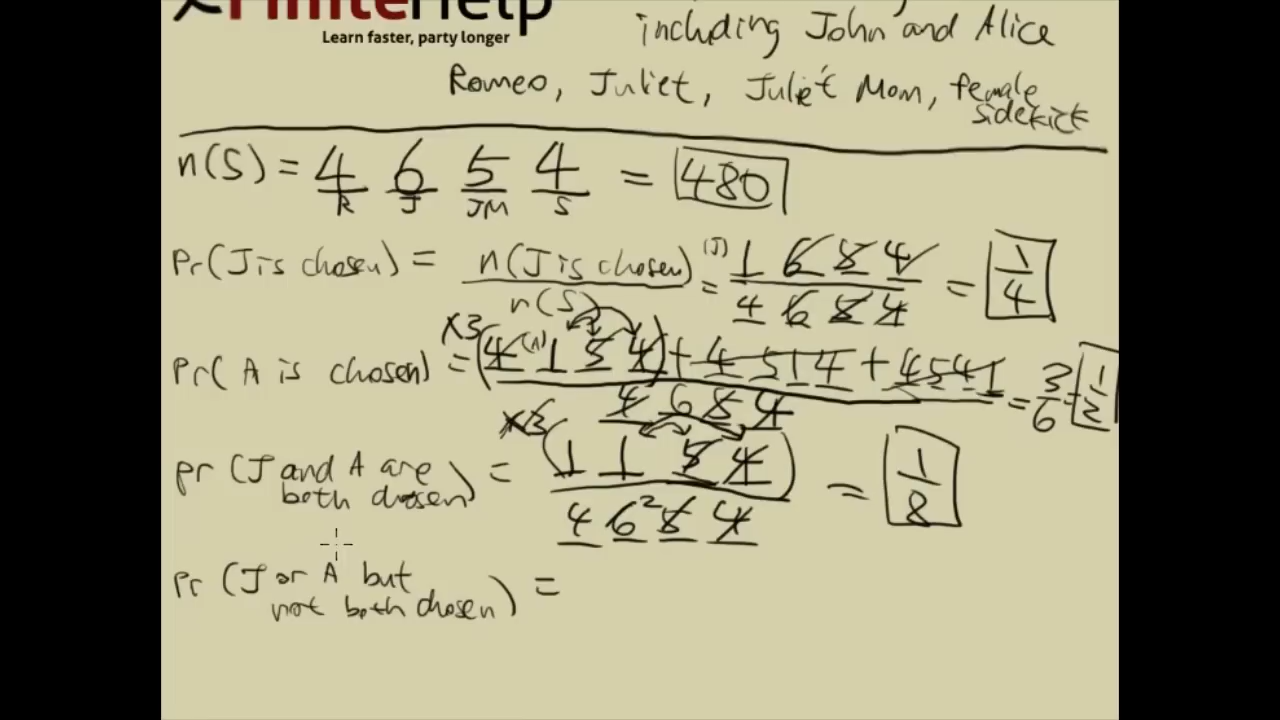 FiniteHelp
Learn faster, party longer
including John and Alice
Romeo, Juliet, Juliet Mom, female
sidekick
n(S) = 4 6 5 4 = 480
R J JM S
Pr(J is chosen) = n(J is chosen) / n(S) = (J) 1 6 5 4 / 4 6 5 4 = 1/4
Pr(A is chosen) = ×3 (4 (A) 1 5 4) + 4 5 1 4 + 4 5 4 1 / 4 6 5 4 = 3/6 = 1/2
pr (J and A are
both chosen) = ×3 (1 1 5 4) / 4 6 2 5 4 = 1/8
Pr (J or A but
not both chosen) =